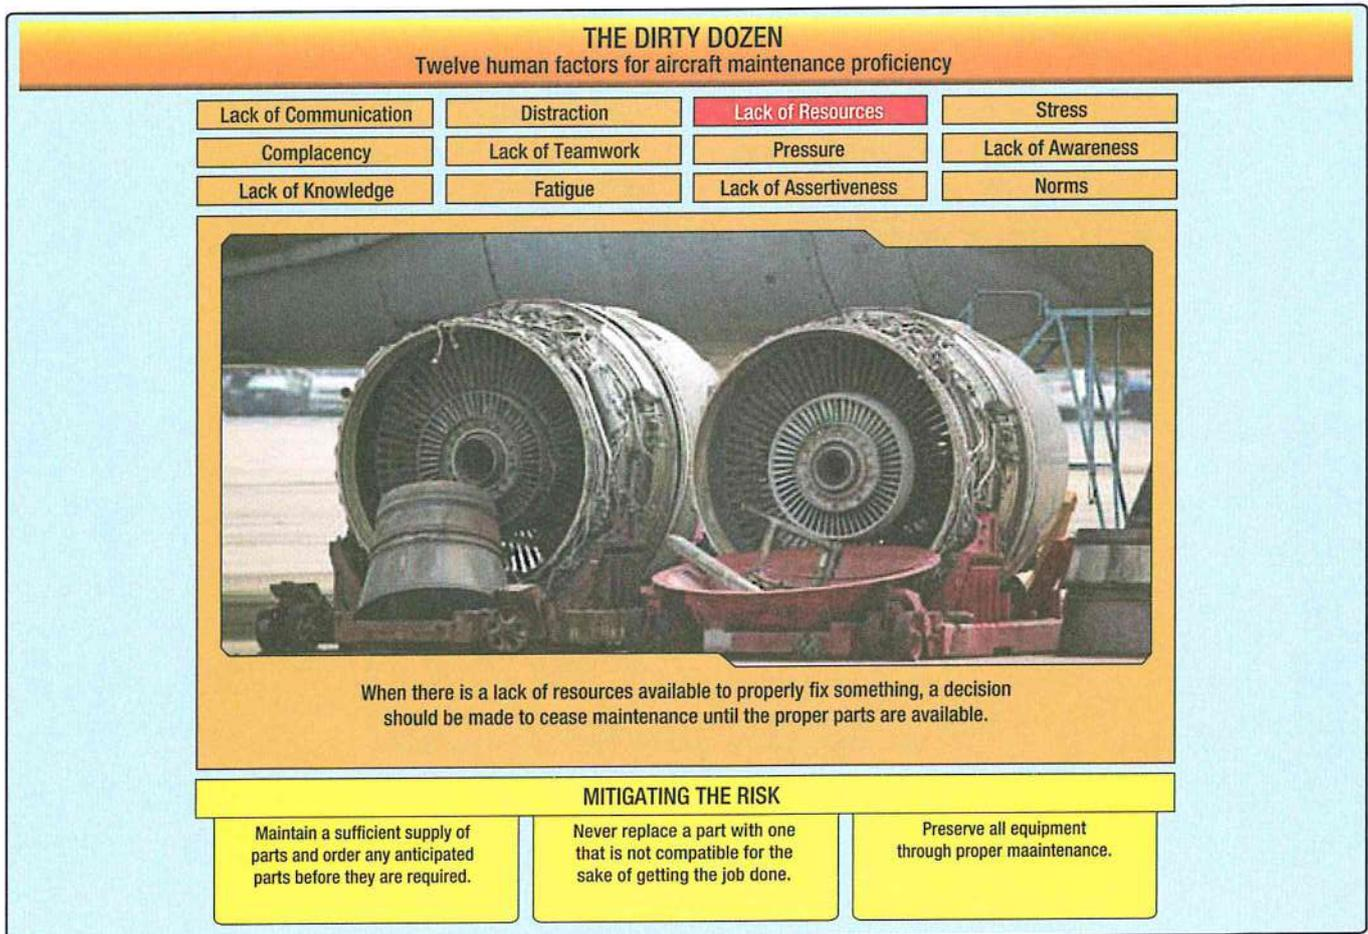 THE DIRTY DOZEN
Twelve human factors for aircraft maintenance proficiency
Lack of Communication
Distraction
Lack of Resources
Stress
Complacency
Lack of Teamwork
Pressure
Lack of Awareness
Lack of Knowledge
Fatigue
Lack of Assertiveness
Norms
When there is a lack of resources available to properly fix something, a decision
should be made to cease maintenance until the proper parts are available.
MITIGATING THE RISK
Maintain a sufficient supply of
parts and order any anticipated
parts before they are required.
Never replace a part with one
that is not compatible for the
sake of getting the job done.
Preserve all equipment
through proper maaintenance.